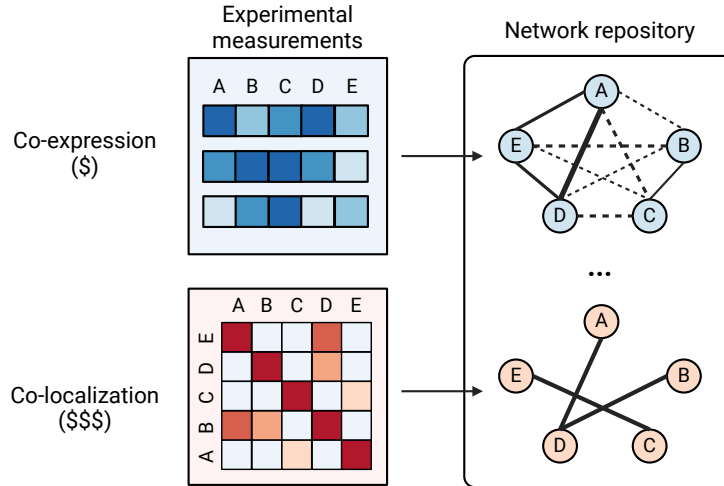 Experimental
measurements
Network repository
A B C D E
Co-expression
($)
A
E
B
D
C
...
A B C D E
E
D
C
B
A
Co-localization
($$$)
A
E
B
D
C